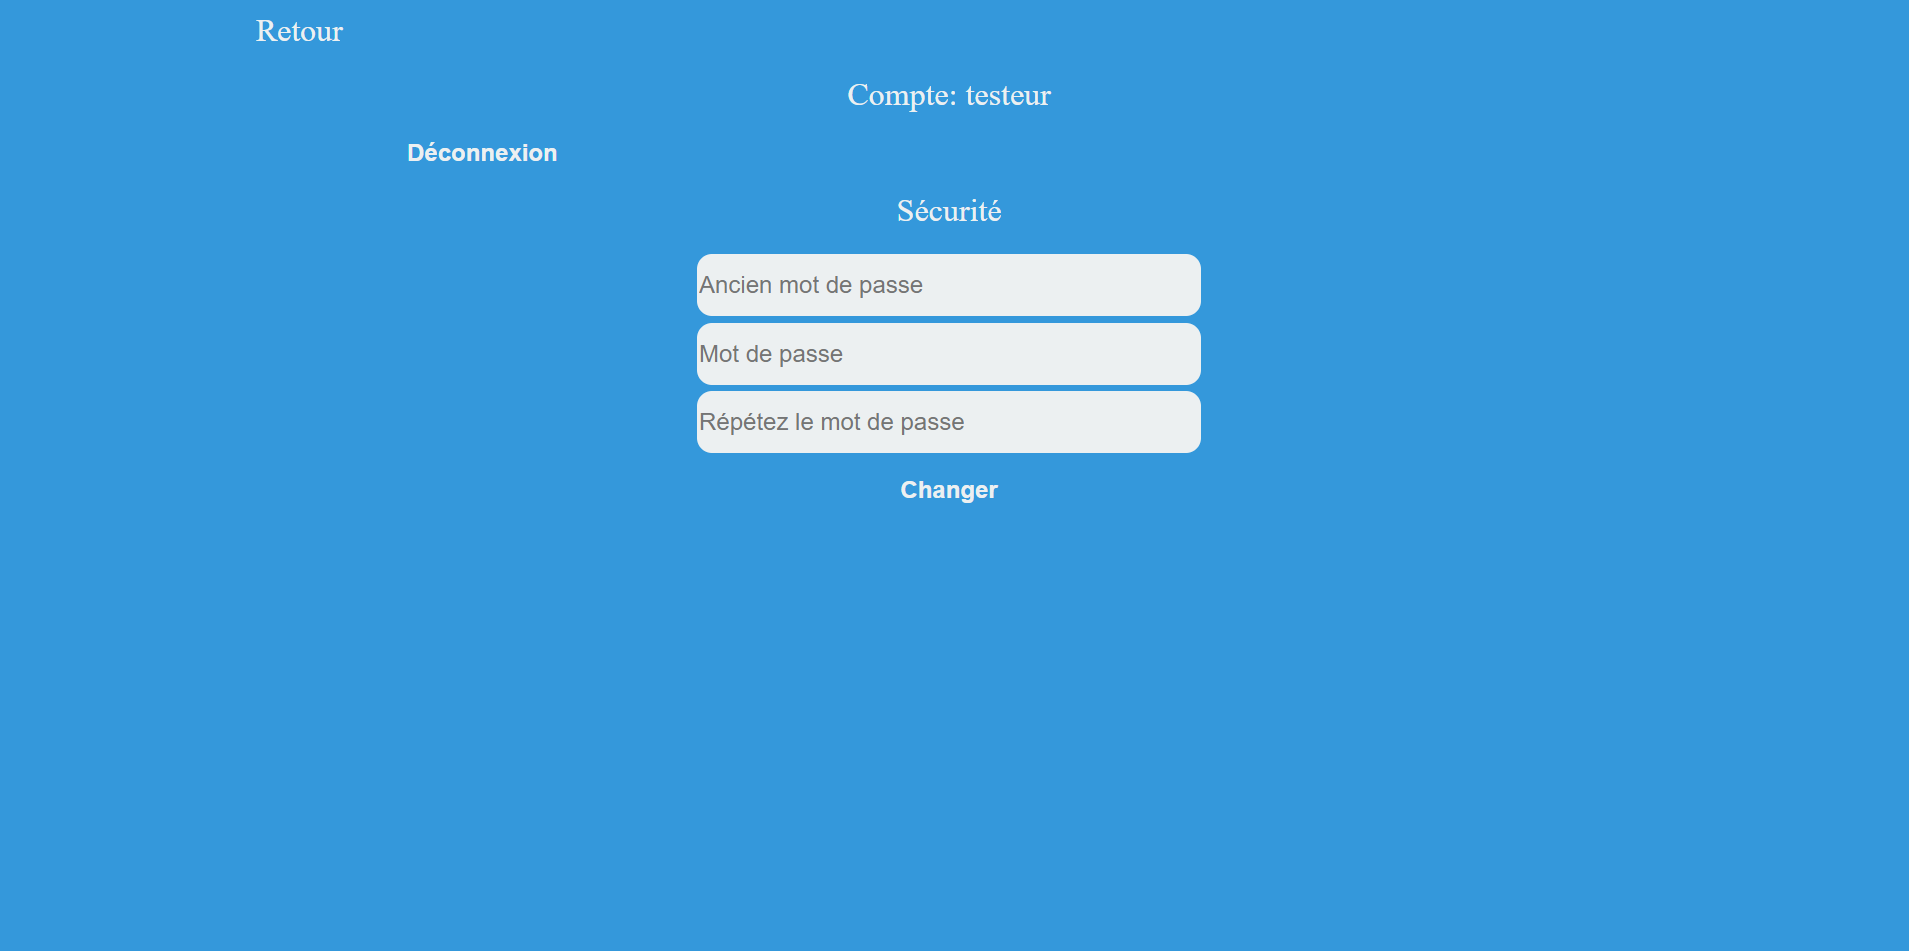 Retour
Compte: testeur
Déconnexion
Sécurité
Ancien mot de passe
Mot de passe
Répétez le mot de passe
Changer